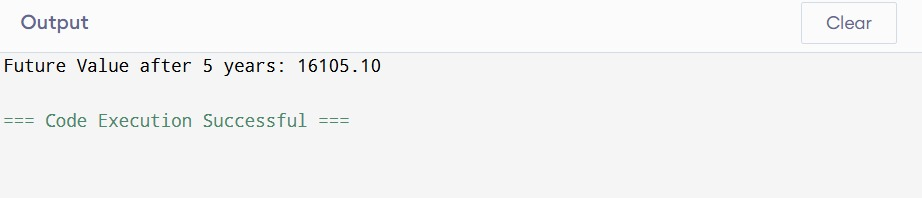 Output
Clear
Future Value after 5 years: 16105.10
=== Code Execution Successful ===